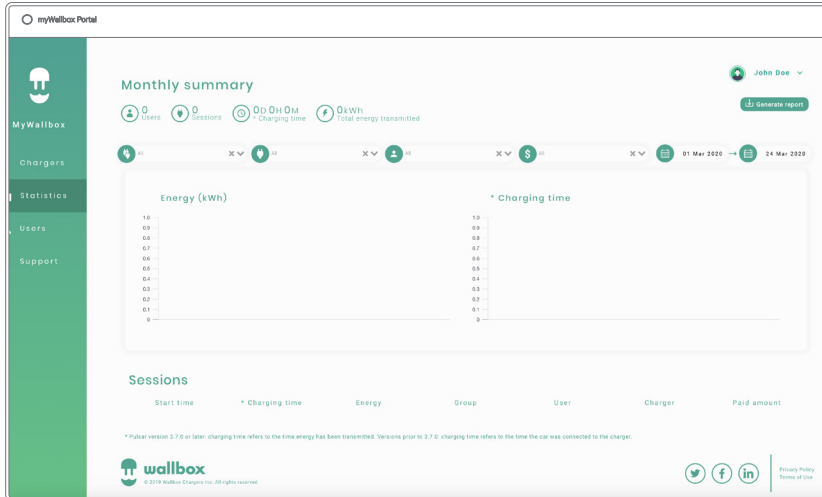 myWallbox Portal
MyWallbox
Chargers
Statistics
Users
Support
John Doe
Monthly summary
0 Users
0 Sessions
0D 0H 0M * Charging time
0kWh Total energy transmitted
Generate report
All
All
All
All
01 Mar 2020 → 24 Mar 2020
Energy (kWh)
1.0
0.9
0.8
0.7
0.6
0.5
0.4
0.3
0.2
0.1
0
* Charging time
1.0
0.9
0.8
0.7
0.6
0.5
0.4
0.3
0.2
0.1
0
Sessions
Start time * Charging time Energy Group User Charger Paid amount
* Pulsar version 3.7.0 or later: charging time refers to the time energy has been transmitted. Versions prior to 3.7.0: charging time refers to the time the car was connected to the charger.
wallbox
© 2019 Wallbox Chargers Inc. All rights reserved.
Privacy Policy
Terms of Use